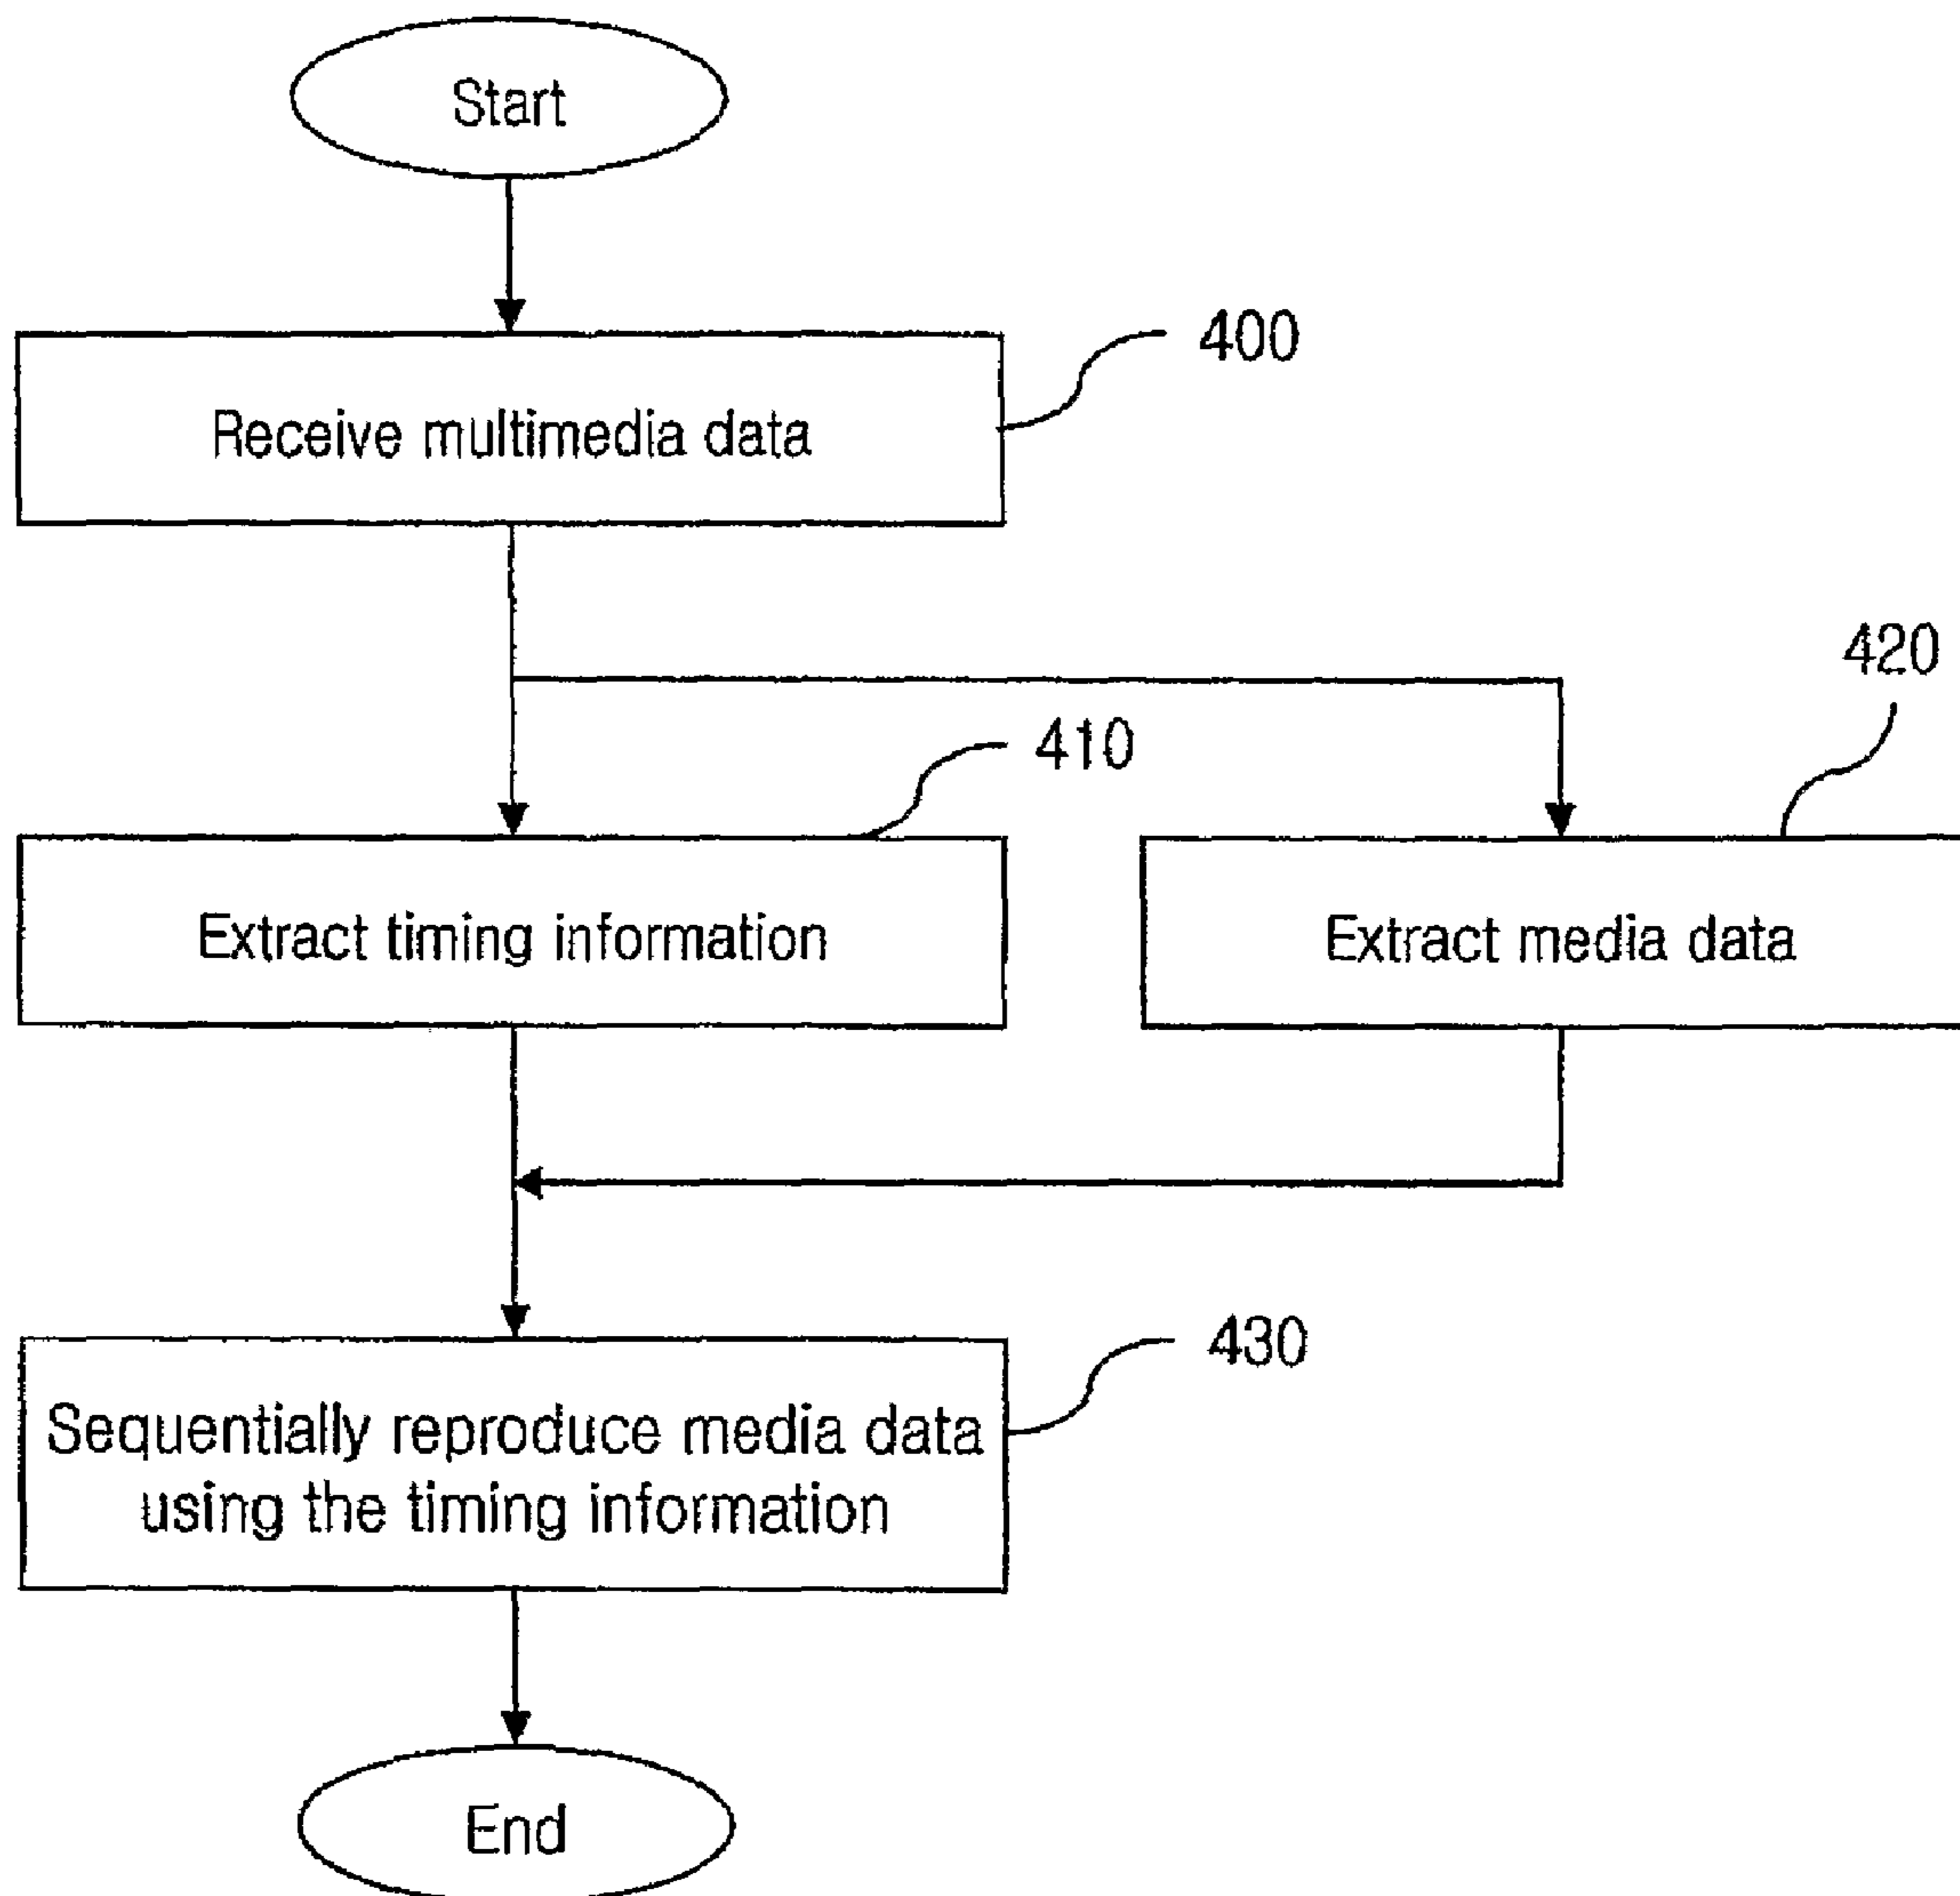 Start
400
Receive multimedia data
420
410
Extract timing information
Extract media data
430
Sequentially reproduce media data
using the timing information
End